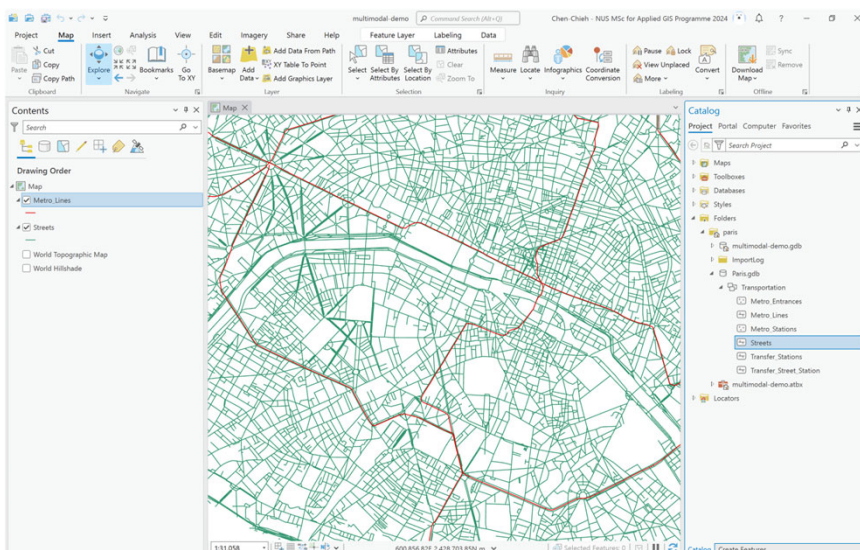 multimodal-demo
Command Search (Alt+Q)
Chen-Chieh - NUS MSc for Applied GIS Programme 2024
Project Map Insert Analysis View Edit Imagery Share Help Feature Layer Labeling Data
Paste
Cut
Copy
Copy Path
Clipboard
Explore
Bookmarks
Go To XY
Navigate
Basemap
Add Data
Add Data From Path
XY Table To Point
Add Graphics Layer
Layer
Select
Select By Attributes
Select By Location
Attributes
Clear
Zoom To
Selection
Measure
Locate
Infographics
Coordinate Conversion
Inquiry
Pause
Lock
View Unplaced
More
Convert
Labeling
Download Map
Sync
Remove
Offline
Contents
Search
Drawing Order
Map
Metro_Lines
Streets
World Topographic Map
World Hillshade
Map
Catalog
Project Portal Computer Favorites
Search Project
Maps
Toolboxes
Databases
Styles
Folders
paris
multimodal-demo.gdb
ImportLog
Paris.gdb
Transportation
Metro_Entrances
Metro_Lines
Metro_Stations
Streets
Transfer_Stations
Transfer_Street_Station
multimodal-demo.atbx
Locators
1:31,058
Selected Features: 0
Catalog Create Features